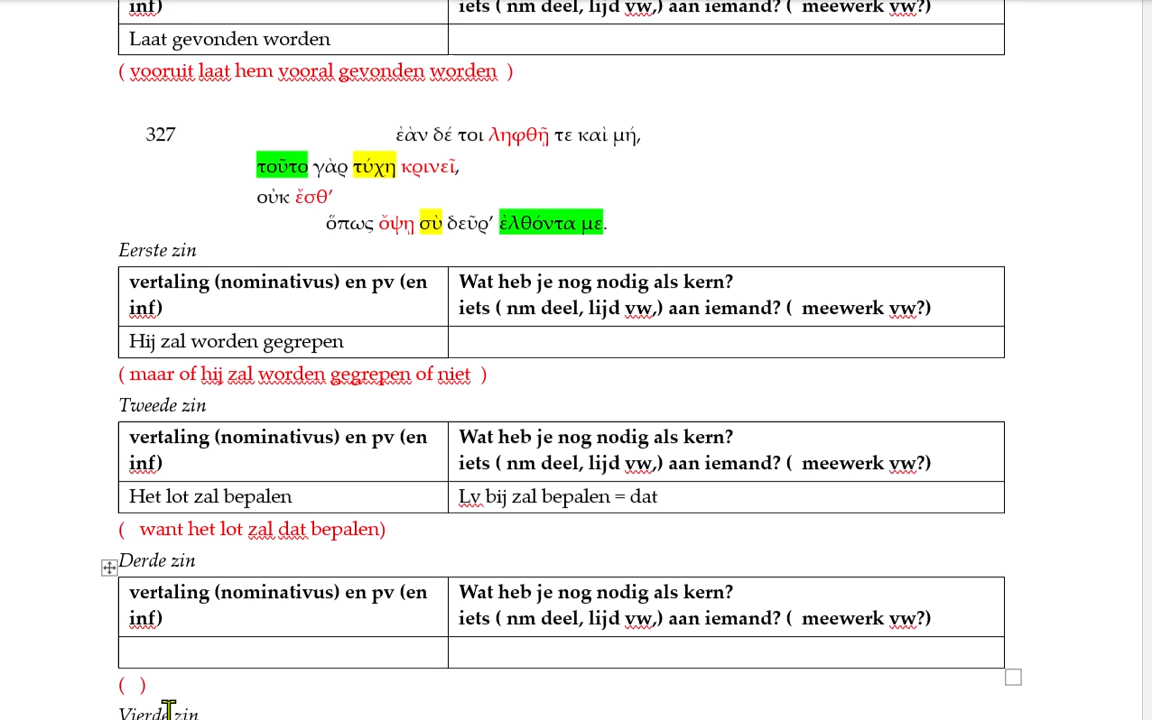 inf)
iets ( nm deel, lijd vw,) aan iemand? ( meewerk vw?)
Laat gevonden worden
( vooruit laat hem vooral gevonden worden )
327 ἐὰν δέ τοι ληφθῇ τε καὶ μή,
τοῦτο γὰρ τύχη κρινεῖ,
οὐκ ἔσθ’
ὅπως ὄψῃ σὺ δεῦρ’ ἐλθόντα με.
Eerste zin
vertaling (nominativus) en pv (en
inf)
Wat heb je nog nodig als kern?
iets ( nm deel, lijd vw,) aan iemand? ( meewerk vw?)
Hij zal worden gegrepen
( maar of hij zal worden gegrepen of niet )
Tweede zin
vertaling (nominativus) en pv (en
inf)
Wat heb je nog nodig als kern?
iets ( nm deel, lijd vw,) aan iemand? ( meewerk vw?)
Het lot zal bepalen
Lv bij zal bepalen = dat
( want het lot zal dat bepalen)
Derde zin
vertaling (nominativus) en pv (en
inf)
Wat heb je nog nodig als kern?
iets ( nm deel, lijd vw,) aan iemand? ( meewerk vw?)
( )
Vierde zin